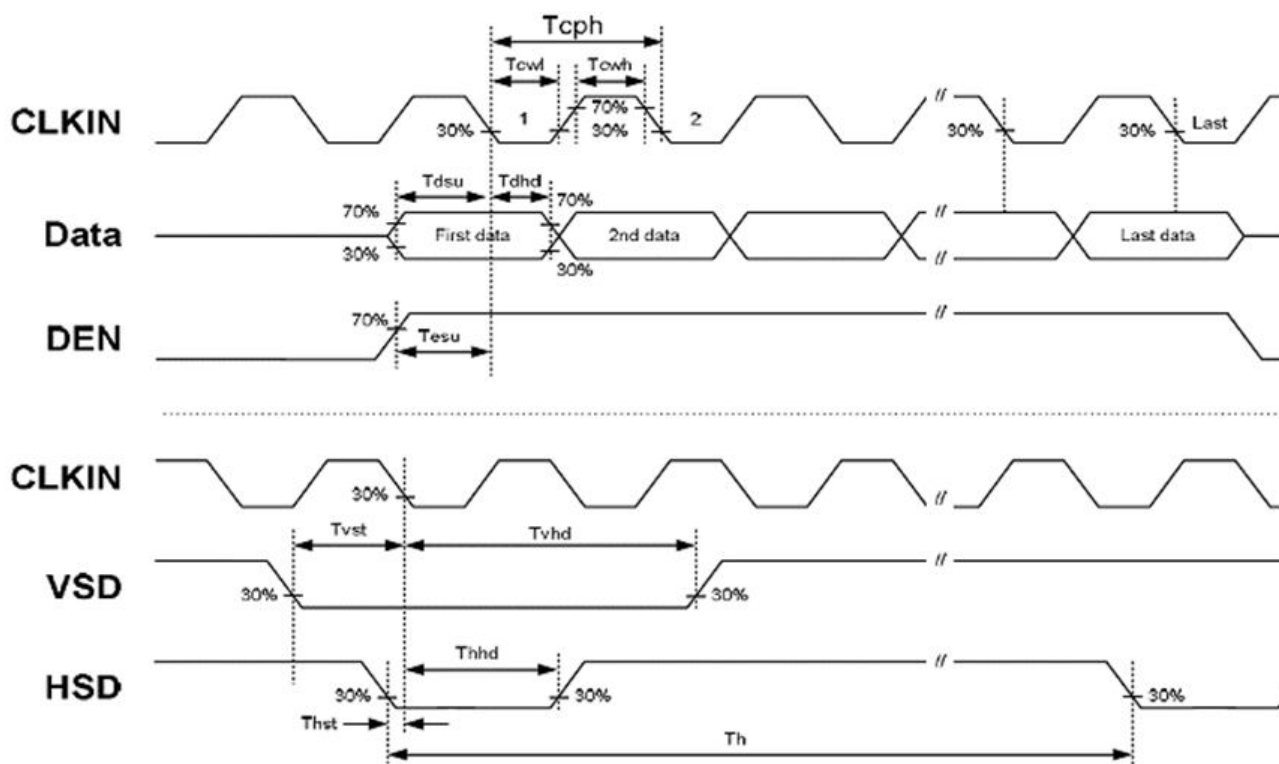 Tcph
Tcwl Tcwh
CLKIN 30% 1 70% 30% 2 30% 30% Last
Tdsu Tdhd
70% 70%
Data First data 2nd data Last data
30% 30%
70%
DEN Tesu
CLKIN 30%
Tvst Tvhd
VSD 30% 30%
Thhd
HSD 30% 30% 30%
Thst
Th